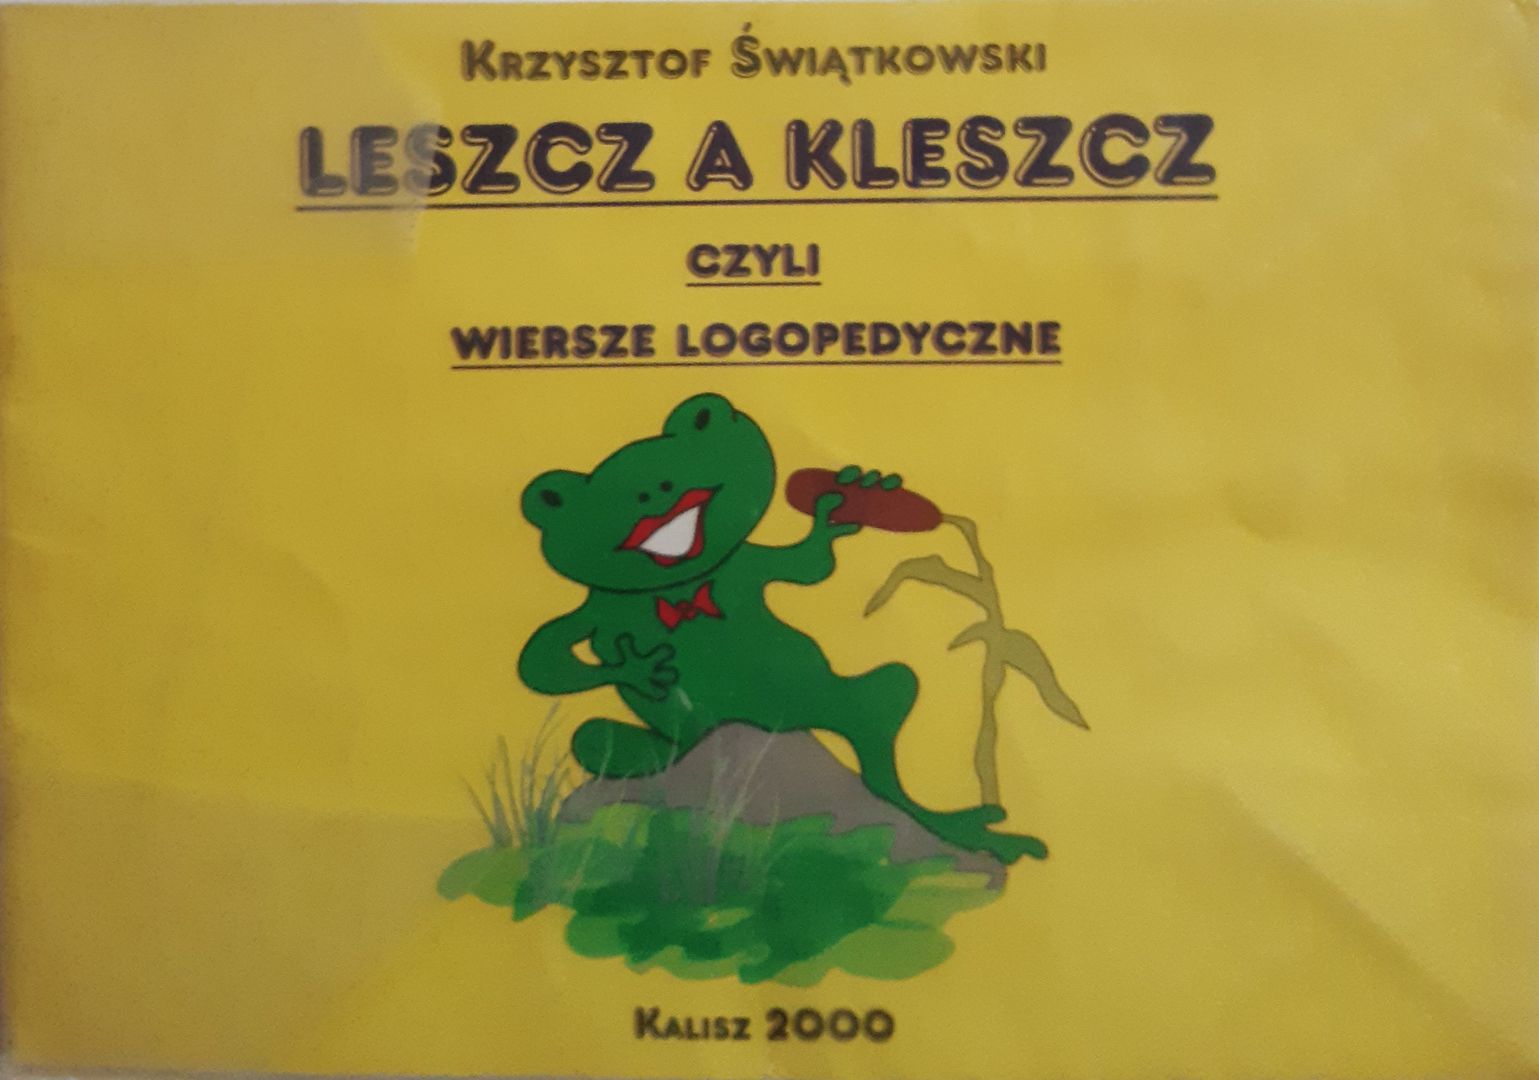 Krzysztof Świątkowski
LESZCZ A KLESZCZ
CZYLI
WIERSZE LOGOPEDYCZNE
Kalisz 2000